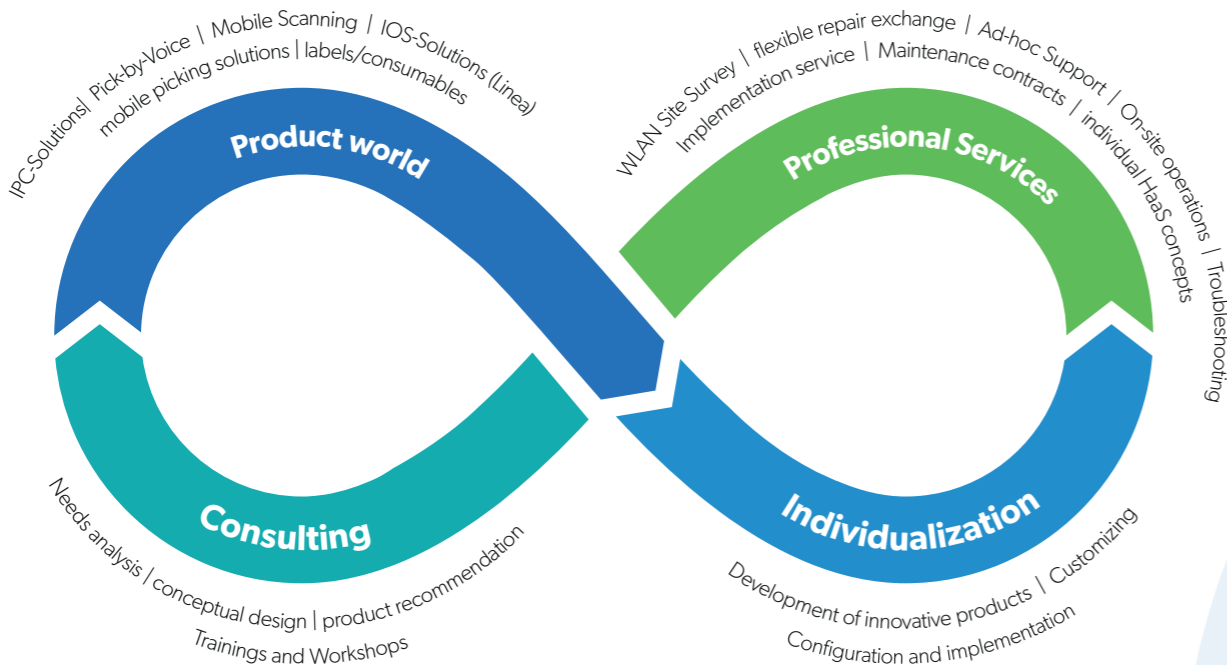 IPC-Solutions| Pick-by-Voice | Mobile Scanning | IOS-Solutions (Linea)
mobile picking solutions | labels/consumables
Product world
WLAN Site Survey | flexible repair exchange | Ad-hoc Support | On-site operations | Troubleshooting
Implementation service | Maintenance contracts | individual HaaS concepts
Professional Services
Consulting
Needs analysis | conceptual design | product recommendation
Trainings and Workshops
Individualization
Development of innovative products | Customizing
Configuration and implementation